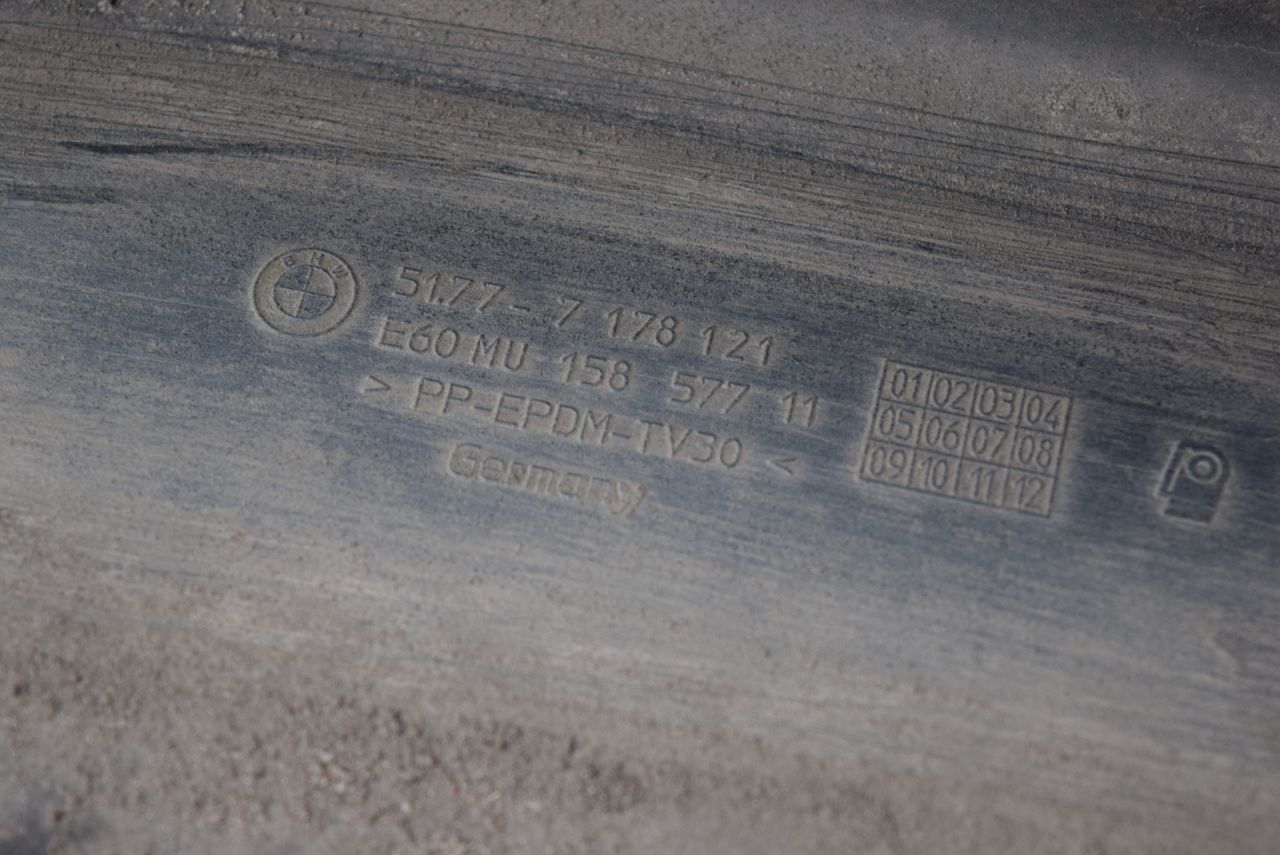 BMW
51.77- 7 178 121
E60 MU 158 577 11
> PP-EPDM-TV30 <
Germany
01 02 03 04
05 06 07 08
09 10 11 12